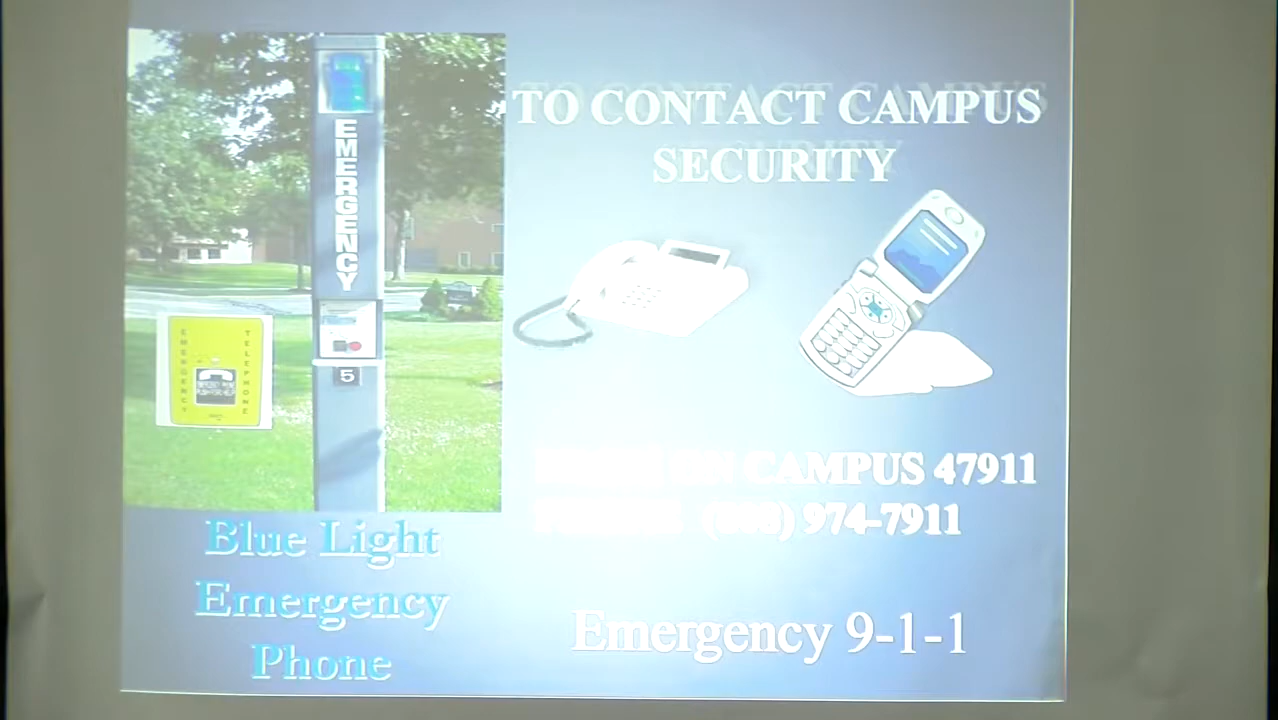 EMERGENCY
5
EMERGENCY
TELEPHONE
Blue Light
Emergency
Phone
TO CONTACT CAMPUS
SECURITY
CAMPUS 47911
974-7911
Emergency 9-1-1